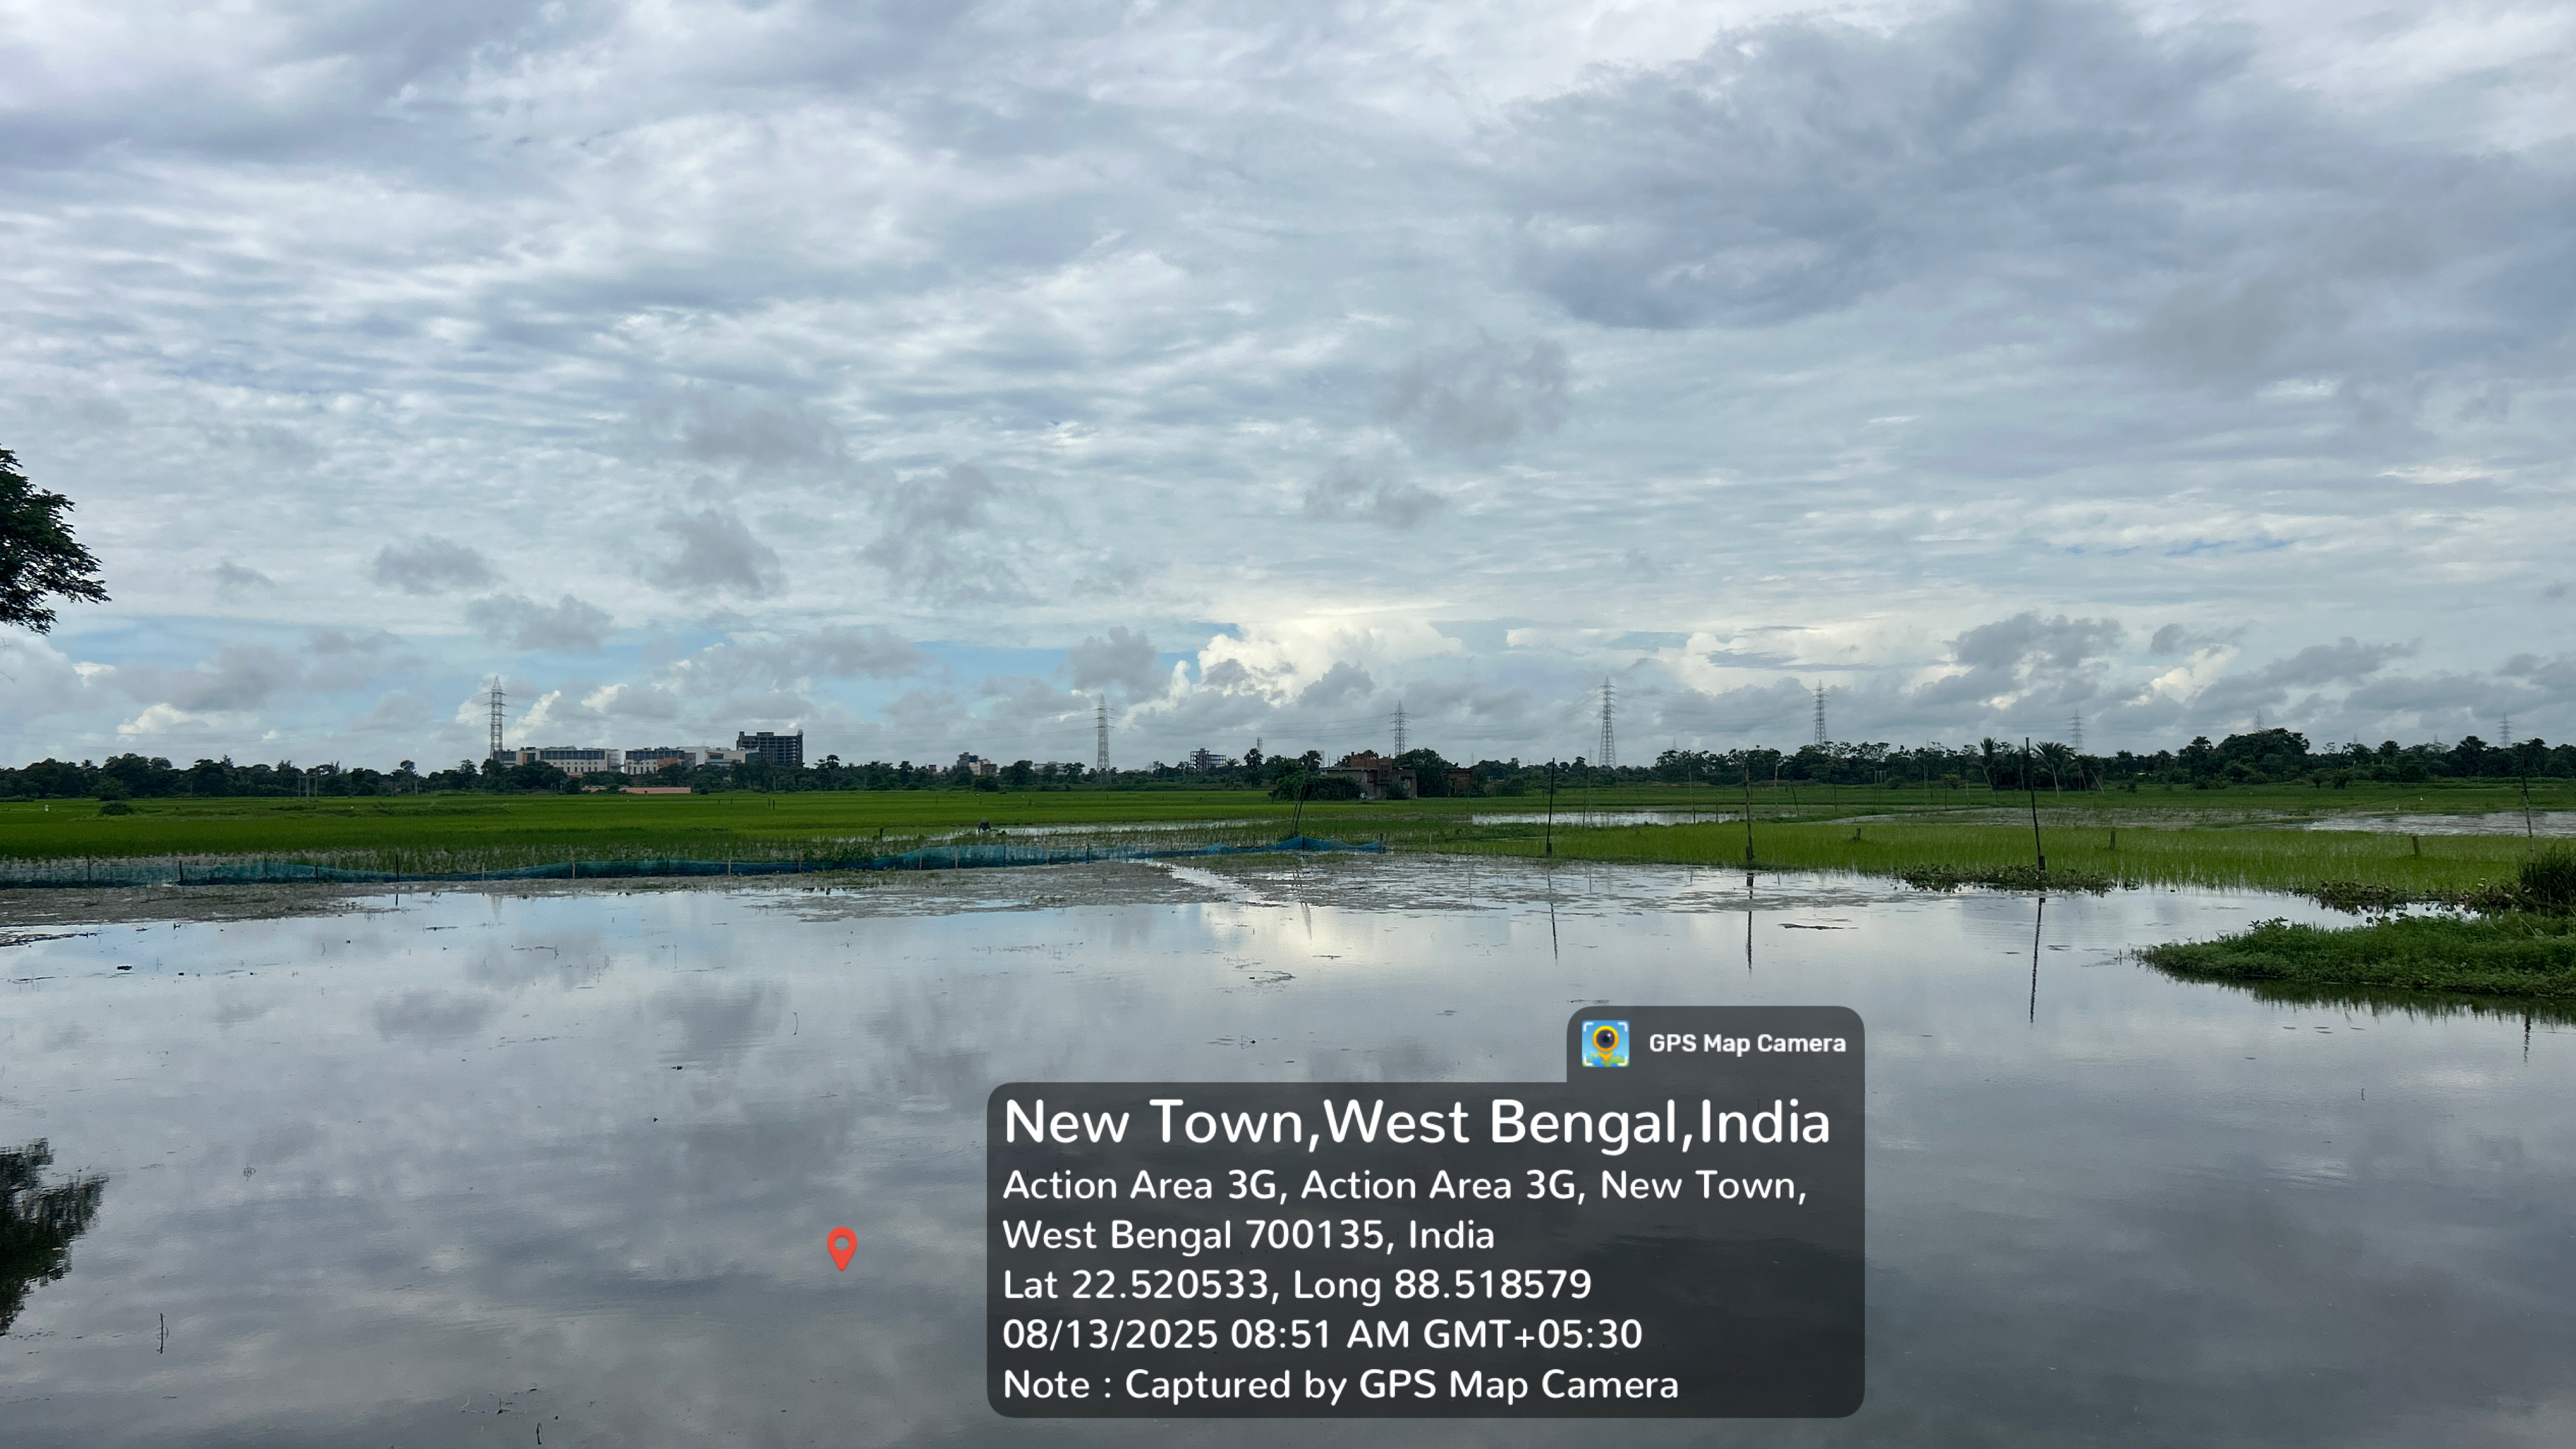 GPS Map Camera
New Town,West Bengal,India
Action Area 3G, Action Area 3G, New Town,
West Bengal 700135, India
Lat 22.520533, Long 88.518579
08/13/2025 08:51 AM GMT+05:30
Note : Captured by GPS Map Camera